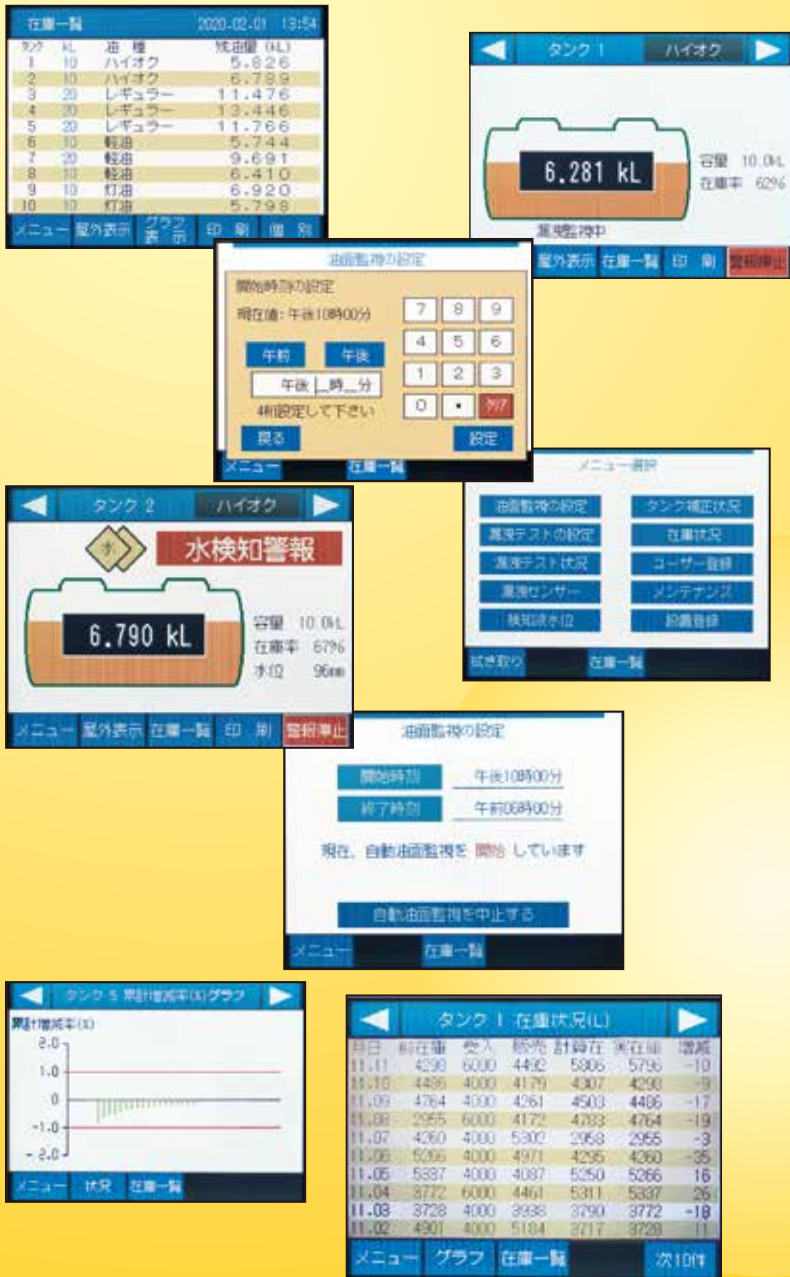 在庫一覧 2020-02-01 13:54
タンク kL 油 種 残油量 (kL)
1 10 ハイオク 5.826
2 10 ハイオク 6.789
3 20 レギュラー 11.476
4 20 レギュラー 13.446
5 20 レギュラー 11.766
6 10 軽油 5.744
7 20 軽油 9.691
8 10 軽油 6.410
9 10 灯油 6.920
10 10 灯油 5.798
メニュー 屋外表示 グラフ表示 印 刷 個 別
タンク 1 ハイオク
6.281 kL
容量 10.0kL
在庫率 62%
漏洩監視中
屋外表示 在庫一覧 印 刷 警報停止
油面監視の設定
開始時刻の設定
現在値:午後10時00分
7 8 9
午前 午後
4 5 6
午後 __時__分
1 2 3
4桁設定して下さい
0 ・ クリア
戻る 設定
メニュー 在庫一覧
メニュー選択
油面監視の設定 タンク補正状況
漏洩テストの設定 在庫状況
漏洩テスト状況 ユーザー登録
漏洩センサー メンテナンス
検知液水位 設置登録
拭き取り 在庫一覧
タンク 2 ハイオク
水 水検知警報
6.790 kL
容量 10.0kL
在庫率 67%
水位 96mm
メニュー 屋外表示 在庫一覧 印 刷 警報停止
油面監視の設定
開始時刻 午後10時00分
終了時刻 午前06時00分
現在、自動油面監視を 開始 しています
自動油面監視を中止する
メニュー 在庫一覧
タンク 5 累計増減率(%)グラフ
累計増減率(%)
2.0
1.0
0
-1.0
-2.0
メニュー 状況 在庫一覧
タンク 1 在庫状況(L)
月日 前在庫 受入 販売 計算在 実在庫 増減
11.11 4298 6000 4492 5806 5796 -10
11.10 4486 4000 4179 4307 4298 -9
11.09 4764 4000 4261 4503 4486 -17
11.08 2955 6000 4172 4783 4764 -19
11.07 4260 4000 5302 2958 2955 -3
11.06 5266 4000 4971 4295 4260 -35
11.05 5337 4000 4087 5250 5266 16
11.04 3772 6000 4461 5311 5337 26
11.03 3728 4000 3938 3790 3772 -18
11.02 4901 4000 5184 3717 3728 11
メニュー グラフ 在庫一覧 次10件